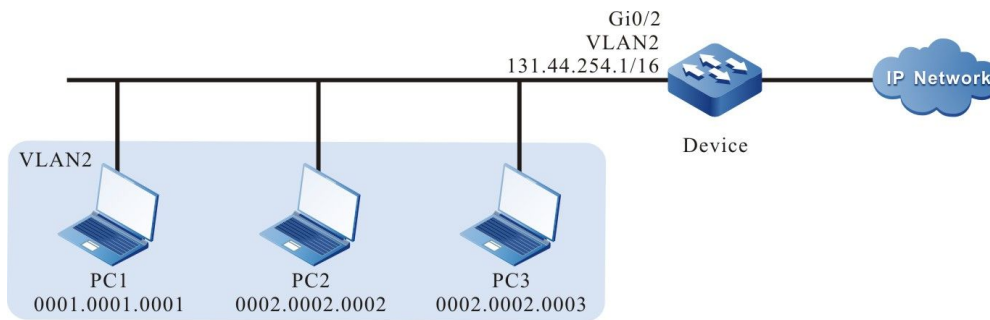 Gi0/2
VLAN2
131.44.254.1/16
IP Network
Device
VLAN2
PC1
0001.0001.0001
PC2
0002.0002.0002
PC3
0002.0002.0003